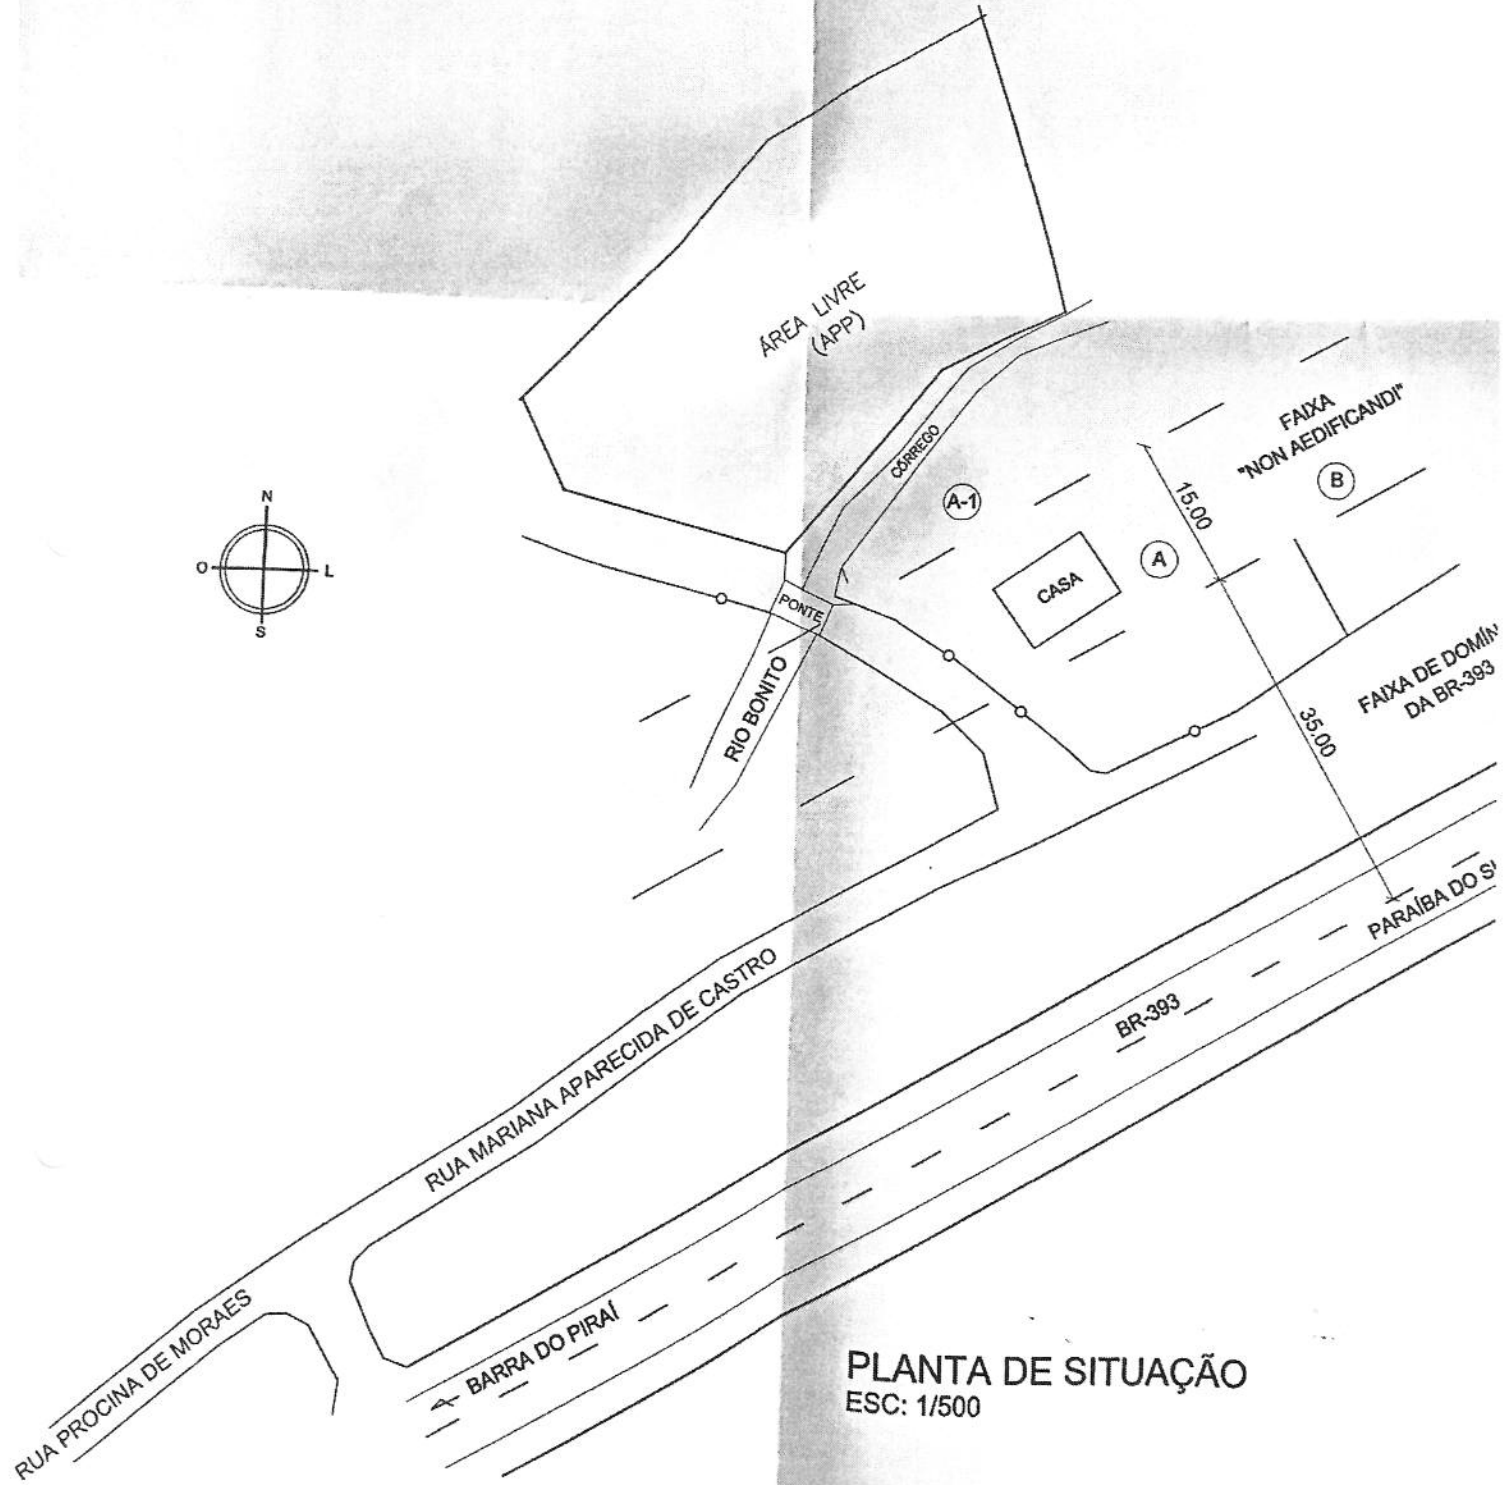 ÁREA LIVRE
(APP)
CÓRREGO
FAIXA
"NON AEDIFICANDI"
B
15.00
A-1
A
CASA
N
O
L
S
PONTE
RIO BONITO
FAIXA DE DOMÍN
DA BR-393
35.00
PARAÍBA DO S
BR-393
RUA MARIANA APARECIDA DE CASTRO
RUA PROCINA DE MORAES
BARRA DO PIRAÍ
PLANTA DE SITUAÇÃO
ESC: 1/500